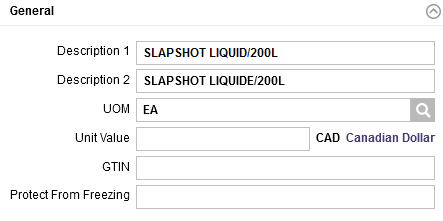 General
Description 1 SLAPSHOT LIQUID/200L
Description 2 SLAPSHOT LIQUIDE/200L
UOM EA
Unit Value CAD Canadian Dollar
GTIN
Protect From Freezing